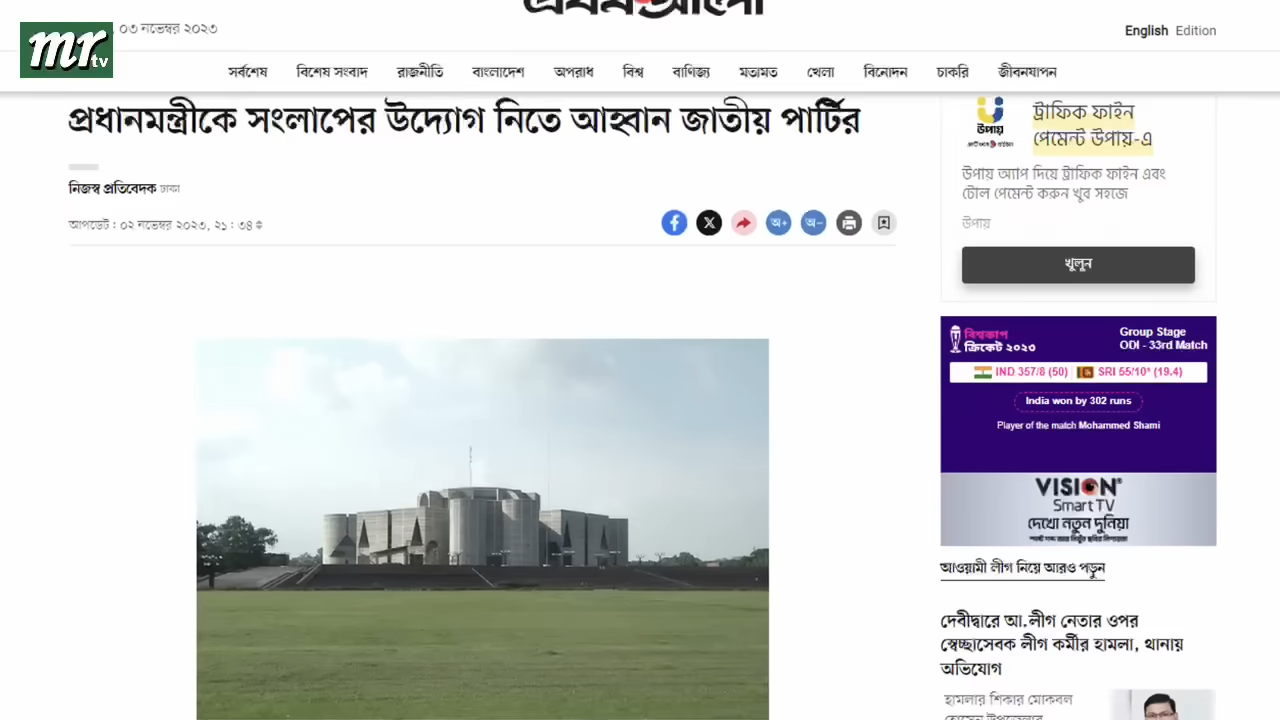 প্রথম আলো
mr tv
, ০৩ নভেম্বর ২০২৩
English Edition
সর্বশেষ বিশেষ সংবাদ রাজনীতি বাংলাদেশ অপরাধ বিশ্ব বাণিজ্য মতামত খেলা বিনোদন চাকরি জীবনযাপন
প্রধানমন্ত্রীকে সংলাপের উদ্যোগ নিতে আহ্বান জাতীয় পার্টির
নিজস্ব প্রতিবেদক ঢাকা
আপডেট: ০২ নভেম্বর ২০২৩, ২১: ৩৪
অ+ অ-
উপায়
ট্রাফিক ফাইন
পেমেন্ট উপায়-এ
উপায় অ্যাপ দিয়ে ট্রাফিক ফাইন এবং
টোল পেমেন্ট করুন খুব সহজে
উপায়
খুলুন
বিশ্বকাপ
ক্রিকেট ২০২৩
Group Stage
ODI - 33rd Match
IND 357/8 (50) SRI 55/10* (19.4)
India won by 302 runs
Player of the match Mohammed Shami
VISION
Smart TV
দেখো নতুন দুনিয়া
আওয়ামী লীগ নিয়ে আরও পড়ুন
দেবীদ্বারে আ.লীগ নেতার ওপর
স্বেচ্ছাসেবক লীগ কর্মীর হামলা, থানায়
অভিযোগ
হামলার শিকার মোকবল
হোসেন উপজেলার